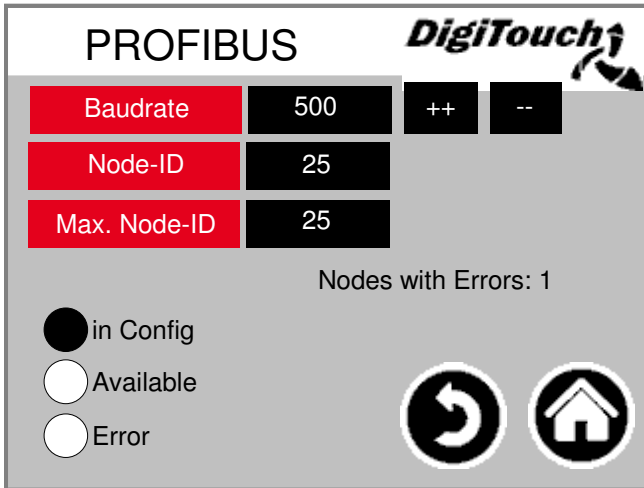 PROFIBUS
DigiTouch
Baudrate 500 ++ --
Node-ID 25
Max. Node-ID 25
Nodes with Errors: 1
in Config
Available
Error